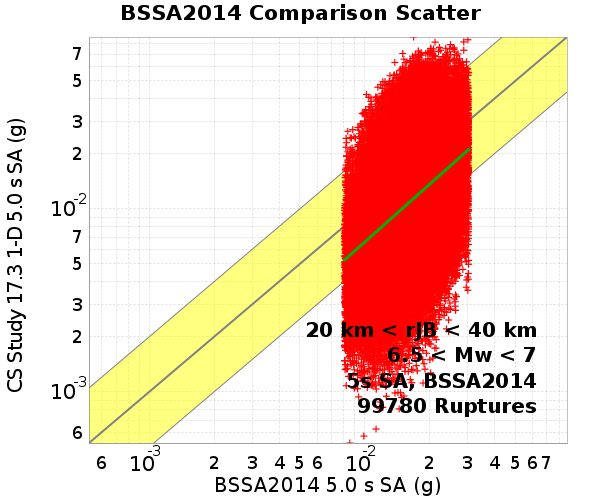 BSSA2014 Comparison Scatter
CS Study 17.3 1-D 5.0 s SA (g)
7
5
3
2
10-2
7
5
3
2
10-3
6
20 km < rJB < 40 km
6.5 < Mw < 7
5s SA, BSSA2014
99780 Ruptures
6 10-3 2 3 4 5 6 10-2 2 3 4 5 6 7
BSSA2014 5.0 s SA (g)